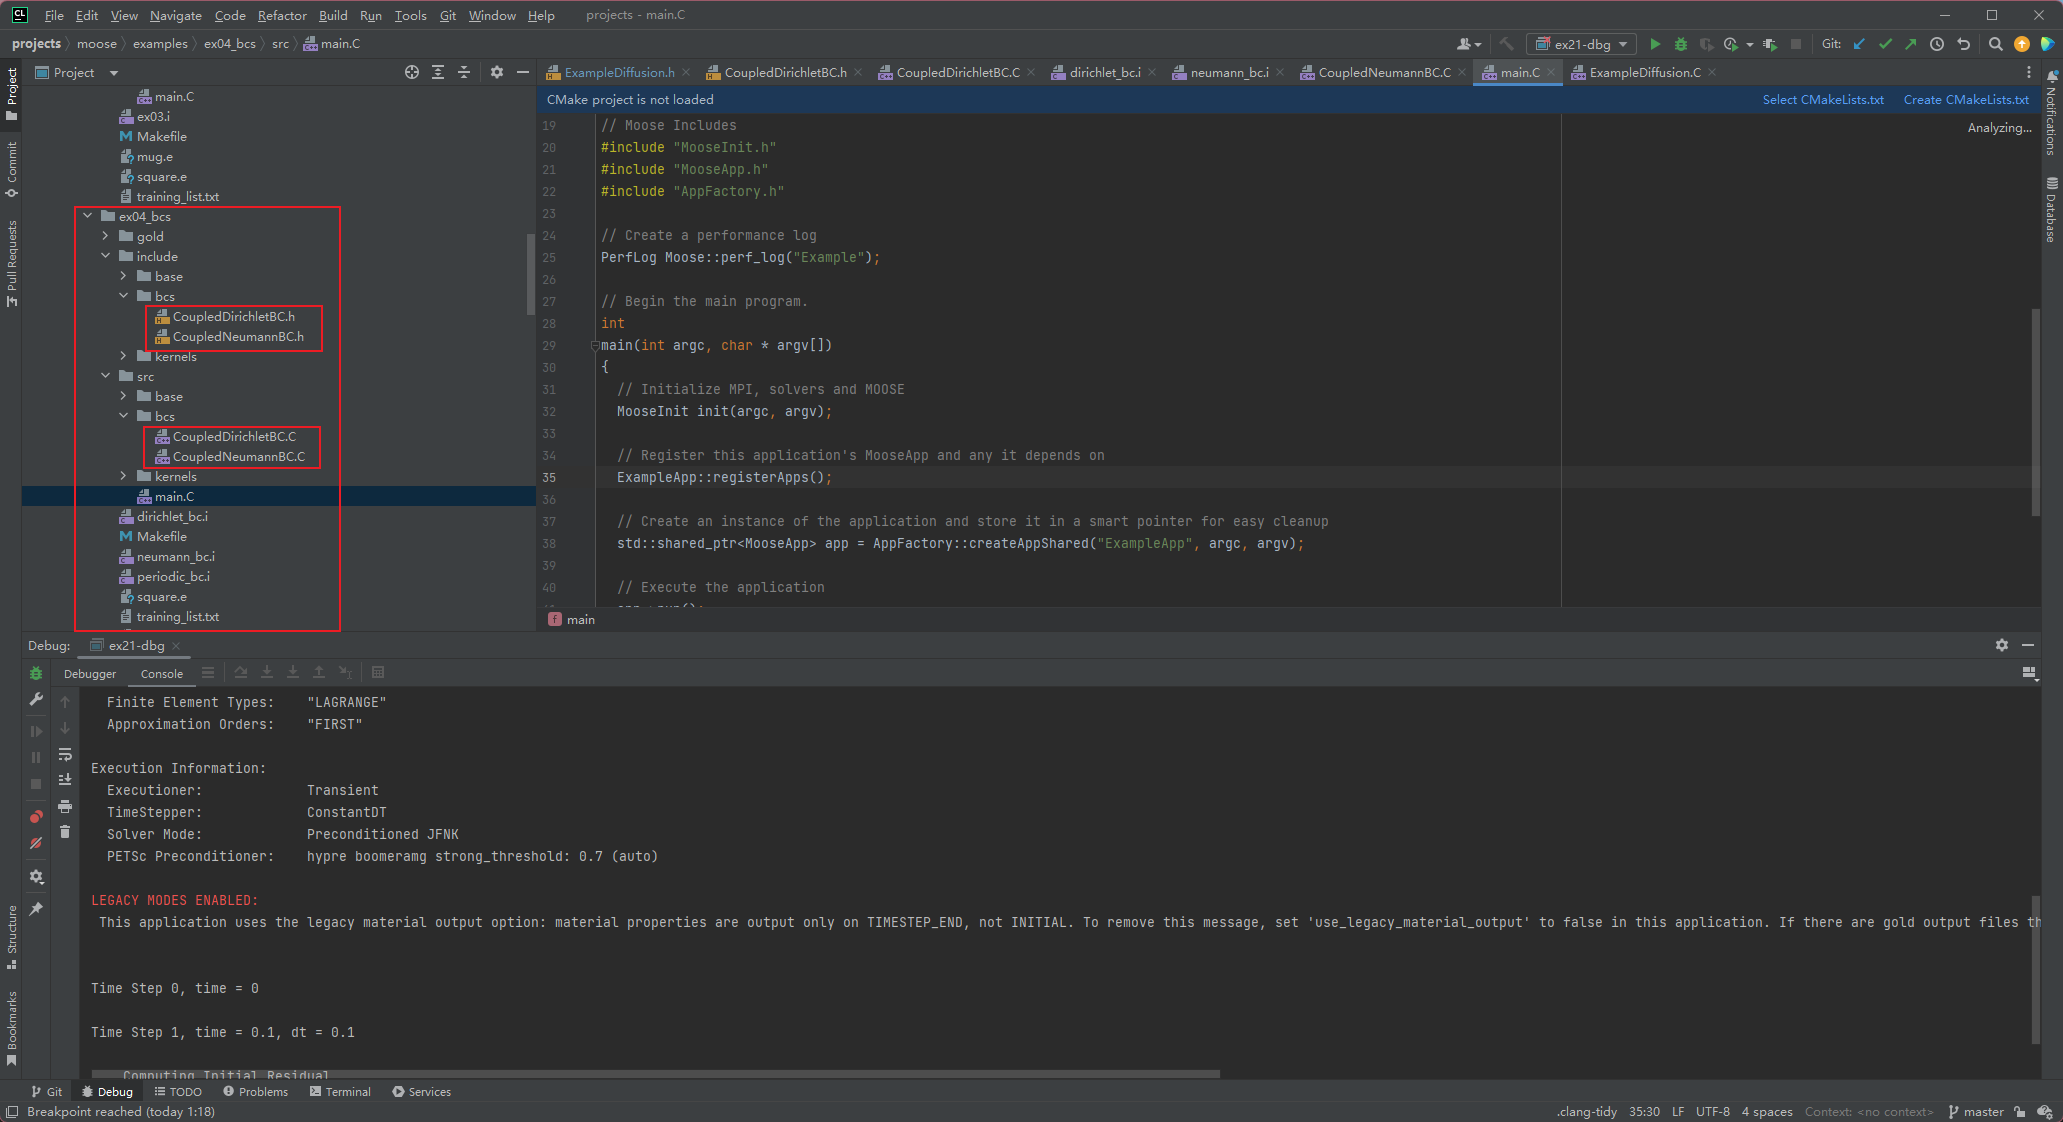 CL File Edit View Navigate Code Refactor Build Run Tools Git Window Help projects - main.C
projects moose examples ex04_bcs src main.C ex21-dbg Git:
Project
ExampleDiffusion.h CoupledDirichletBC.h CoupledDirichletBC.C dirichlet_bc.i neumann_bc.i CoupledNeumannBC.C main.C ExampleDiffusion.C
CMake project is not loaded Select CMakeLists.txt Create CMakeLists.txt
Analyzing...
Project
Commit
Pull Requests
Structure
Bookmarks
Notifications
Database
main.C
ex03.i
Makefile
mug.e
square.e
training_list.txt
ex04_bcs
gold
include
base
bcs
CoupledDirichletBC.h
CoupledNeumannBC.h
kernels
src
base
bcs
CoupledDirichletBC.C
CoupledNeumannBC.C
kernels
main.C
dirichlet_bc.i
Makefile
neumann_bc.i
periodic_bc.i
square.e
training_list.txt
19 // Moose Includes
20 #include "MooseInit.h"
21 #include "MooseApp.h"
22 #include "AppFactory.h"
23
24 // Create a performance log
25 PerfLog Moose::perf_log("Example");
26
27 // Begin the main program.
28 int
29 main(int argc, char * argv[])
30 {
31 // Initialize MPI, solvers and MOOSE
32 MooseInit init(argc, argv);
33
34 // Register this application's MooseApp and any it depends on
35 ExampleApp::registerApps();
36
37 // Create an instance of the application and store it in a smart pointer for easy cleanup
38 std::shared_ptr<MooseApp> app = AppFactory::createAppShared("ExampleApp", argc, argv);
39
40 // Execute the application
f main
Debug: ex21-dbg
Debugger Console
Finite Element Types: "LAGRANGE"
Approximation Orders: "FIRST"
Execution Information:
Executioner: Transient
TimeStepper: ConstantDT
Solver Mode: Preconditioned JFNK
PETSc Preconditioner: hypre boomeramg strong_threshold: 0.7 (auto)
LEGACY MODES ENABLED:
This application uses the legacy material output option: material properties are output only on TIMESTEP_END, not INITIAL. To remove this message, set 'use_legacy_material_output' to false in this application. If there are gold output files th
Time Step 0, time = 0
Time Step 1, time = 0.1, dt = 0.1
Computing Initial Residual
Git Debug TODO Problems Terminal Services
Breakpoint reached (today 1:18) .clang-tidy 35:30 LF UTF-8 4 spaces Context: <no context> master